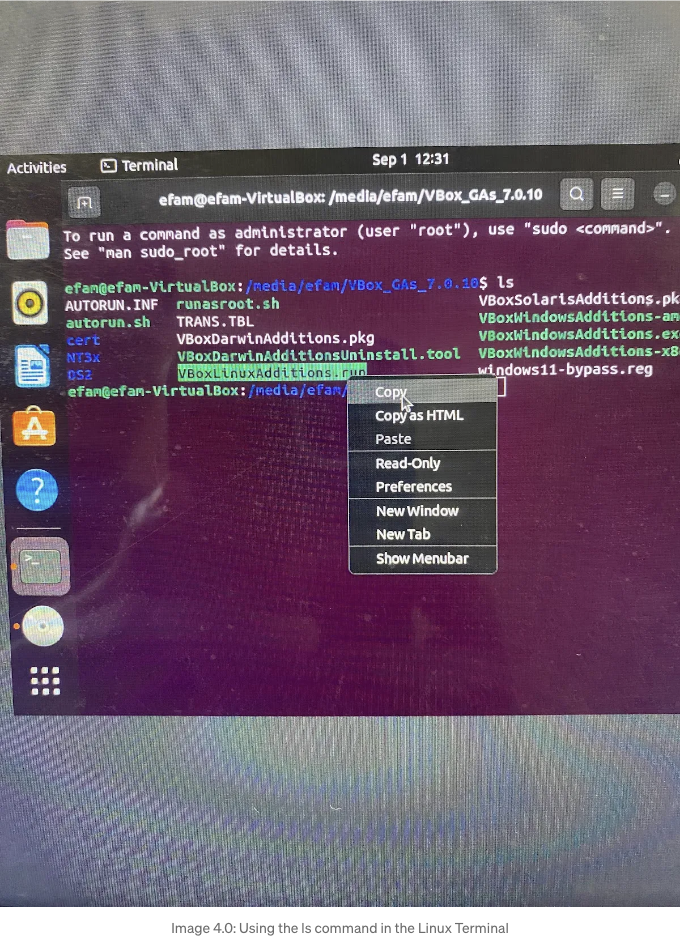 Activities Terminal Sep 1 12:31
efam@efam-VirtualBox: /media/efam/VBox_GAs_7.0.10
To run a command as administrator (user "root"), use "sudo <command>".
See "man sudo_root" for details.
efam@efam-VirtualBox:/media/efam/VBox_GAs_7.0.10$ ls
AUTORUN.INF runasroot.sh VBoxSolarisAdditions.pk
autorun.sh TRANS.TBL VBoxWindowsAdditions-am
cert VBoxDarwinAdditions.pkg VBoxWindowsAdditions.ex
NT3x VBoxDarwinAdditionsUninstall.tool VBoxWindowsAdditions-x8
OS2 VBoxLinuxAdditions.run windows11-bypass.reg
efam@efam-VirtualBox:/media/efam/
Copy
Copy as HTML
Paste
Read-Only
Preferences
New Window
New Tab
Show Menubar
Image 4.0: Using the ls command in the Linux Terminal